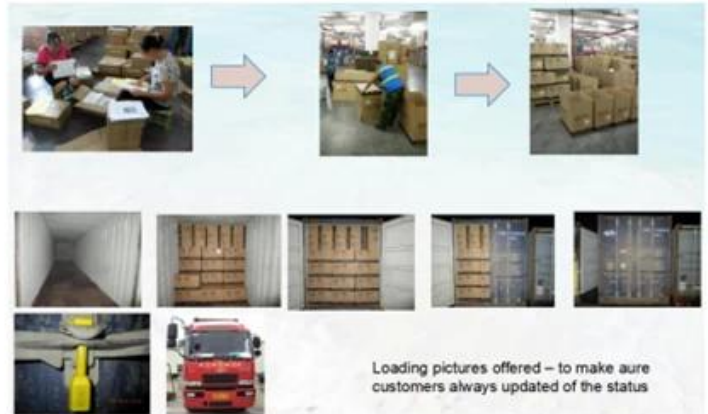 Loading pictures offered – to make aure
customers always updated of the status